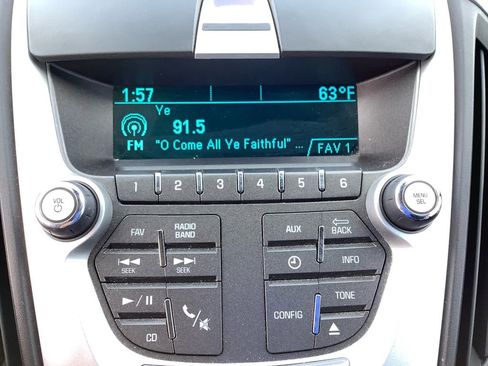 1:57 63°F
Ye
91.5
FM "O Come All Ye Faithful" ... FAV 1
1 2 3 4 5 6
VOL
MENU SEL
FAV RADIO BAND
AUX BACK
SEEK SEEK
INFO
TONE
CONFIG
CD